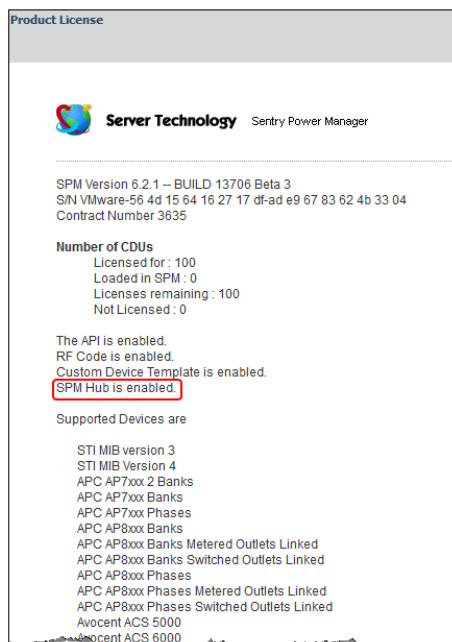 Product License
Server Technology Sentry Power Manager
SPM Version 6.2.1 -- BUILD 13706 Beta 3
S/N VMware-56 4d 15 64 16 27 17 df-ad e9 67 83 62 4b 33 04
Contract Number 3635
Number of CDUs
Licensed for : 100
Loaded in SPM : 0
Licenses remaining : 100
Not Licensed : 0
The API is enabled.
RF Code is enabled.
Custom Device Template is enabled.
SPM Hub is enabled.
Supported Devices are
STI MIB version 3
STI MIB Version 4
APC AP7xxx 2 Banks
APC AP7xxx Banks
APC AP7xxx Phases
APC AP8xxx Banks
APC AP8xxx Banks Metered Outlets Linked
APC AP8xxx Banks Switched Outlets Linked
APC AP8xxx Phases
APC AP8xxx Phases Metered Outlets Linked
APC AP8xxx Phases Switched Outlets Linked
Avocent ACS 5000
Avocent ACS 6000